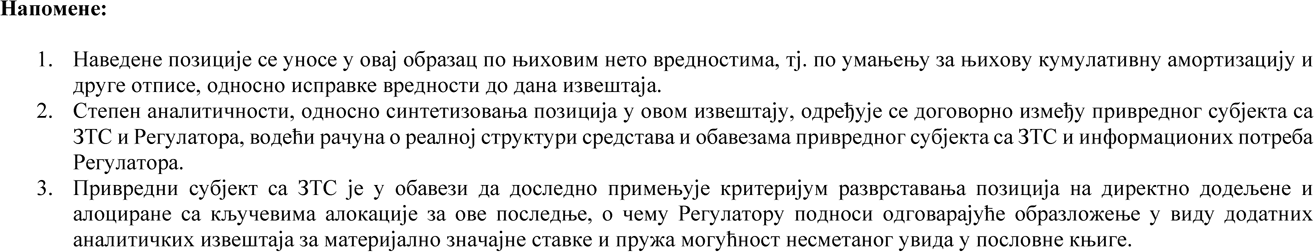 Напомене:
1. Наведене позиције се уносе у овај образац по њиховим нето вредностима, тј. по умањењу за њихову кумулативну амортизацију и
друге отписе, односно исправке вредности до дана извештаја.
2. Степен аналитичности, односно синтетизовања позиција у овом извештају, одређује се договорно између привредног субјекта са
ЗТС и Регулатора, водећи рачуна о реалној структури средстава и обавезама привредног субјекта са ЗТС и информационих потреба
Регулатора.
3. Привредни субјект са ЗТС је у обавези да доследно примењује критеријум разврставања позиција на директно додељене и
алоциране са кључевима алокације за ове последње, о чему Регулатору подноси одговарајуће образложење у виду додатних
аналитичких извештаја за материјално значајне ставке и пружа могућност несметаног увида у пословне књиге.